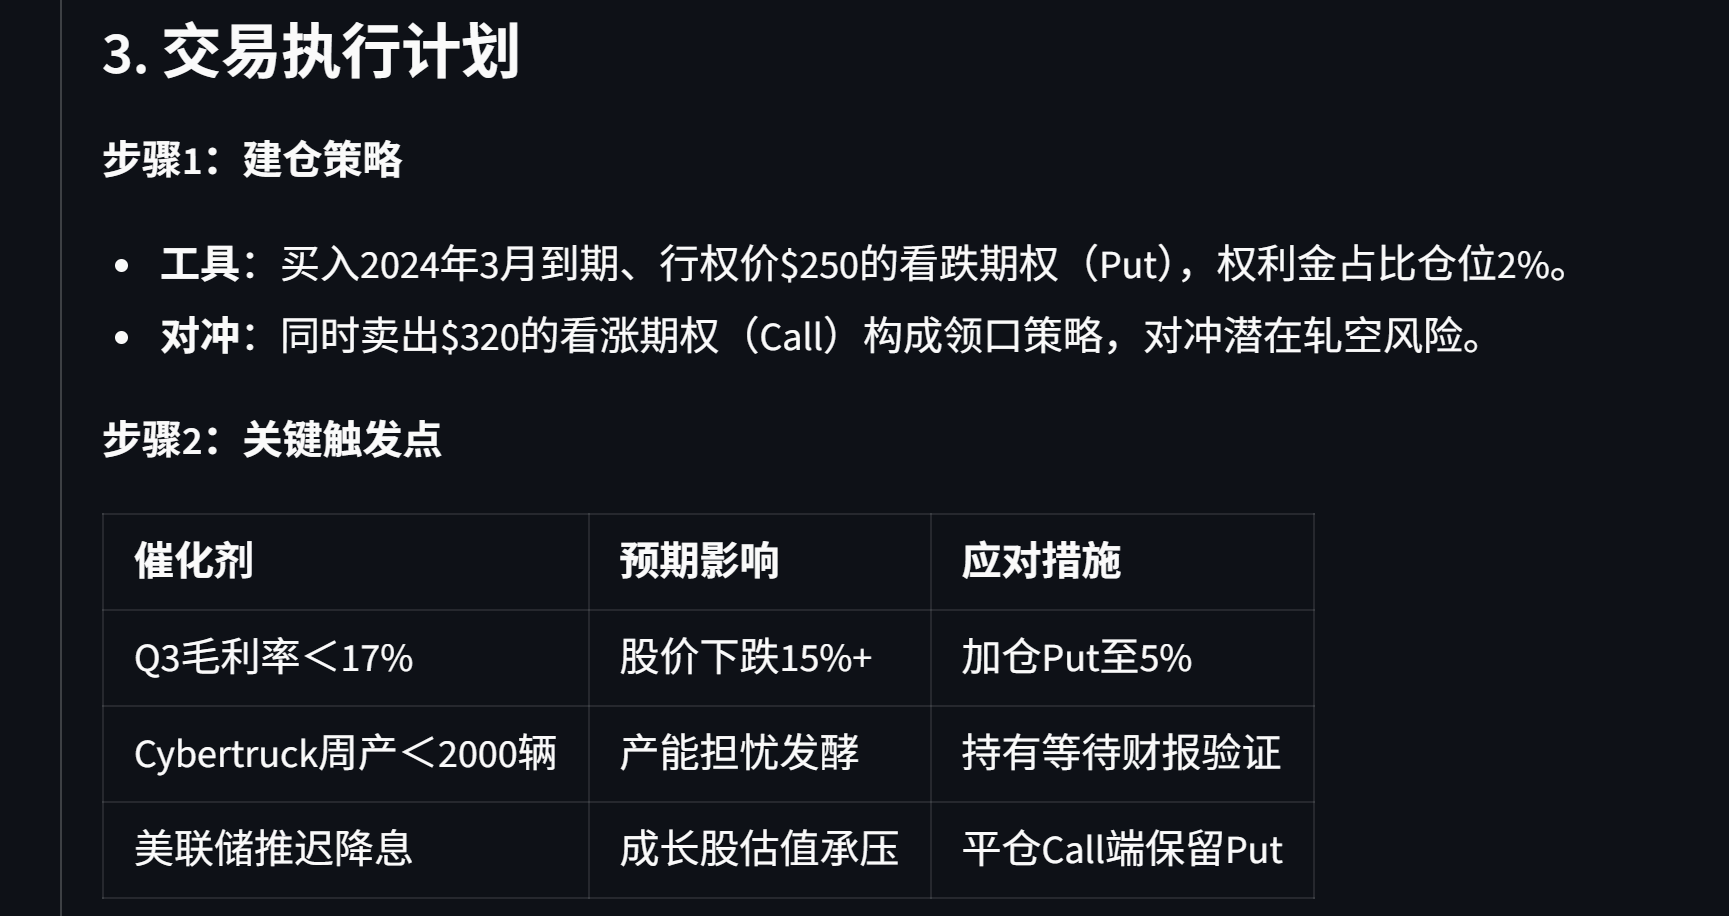 3. 交易执行计划
步骤1：建仓策略
• 工具：买入2024年3月到期、行权价$250的看跌期权（Put），权利金占比仓位2%。
• 对冲：同时卖出$320的看涨期权（Call）构成领口策略，对冲潜在轧空风险。
步骤2：关键触发点
催化剂 预期影响 应对措施
Q3毛利率＜17% 股价下跌15%+ 加仓Put至5%
Cybertruck周产＜2000辆 产能担忧发酵 持有等待财报验证
美联储推迟降息 成长股估值承压 平仓Call端保留Put